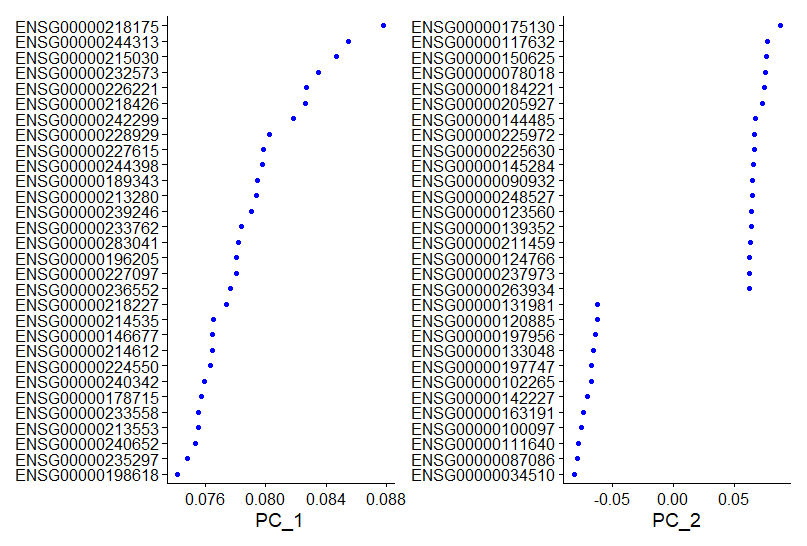 ENSG00000218175
ENSG00000244313
ENSG00000215030
ENSG00000232573
ENSG00000226221
ENSG00000218426
ENSG00000242299
ENSG00000228929
ENSG00000227615
ENSG00000244398
ENSG00000189343
ENSG00000213280
ENSG00000239246
ENSG00000233762
ENSG00000283041
ENSG00000196205
ENSG00000227097
ENSG00000236552
ENSG00000218227
ENSG00000214535
ENSG00000146677
ENSG00000214612
ENSG00000224550
ENSG00000240342
ENSG00000178715
ENSG00000233558
ENSG00000213553
ENSG00000240652
ENSG00000235297
ENSG00000198618
0.076 0.080 0.084 0.088
PC_1
ENSG00000175130
ENSG00000117632
ENSG00000150625
ENSG00000078018
ENSG00000184221
ENSG00000205927
ENSG00000144485
ENSG00000225972
ENSG00000225630
ENSG00000145284
ENSG00000090932
ENSG00000248527
ENSG00000123560
ENSG00000139352
ENSG00000211459
ENSG00000124766
ENSG00000237973
ENSG00000263934
ENSG00000131981
ENSG00000120885
ENSG00000197956
ENSG00000133048
ENSG00000197747
ENSG00000102265
ENSG00000142227
ENSG00000163191
ENSG00000100097
ENSG00000111640
ENSG00000087086
ENSG00000034510
-0.05 0.00 0.05
PC_2